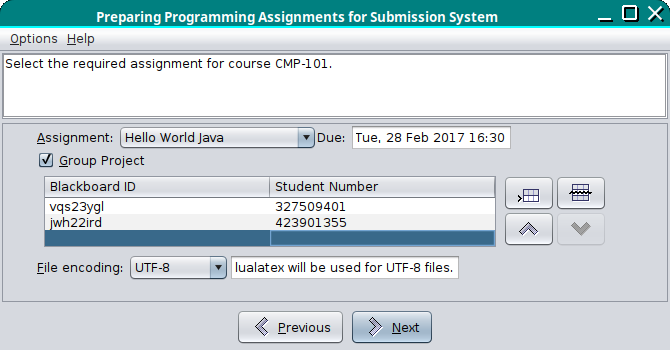 Preparing Programming Assignments for Submission System
Options Help
Select the required assignment for course CMP-101.
Assignment: Hello World Java Due: Tue, 28 Feb 2017 16:30
Group Project
Blackboard ID Student Number
vqs23ygl 327509401
jwh22ird 423901355
File encoding: UTF-8 lualatex will be used for UTF-8 files.
Previous Next